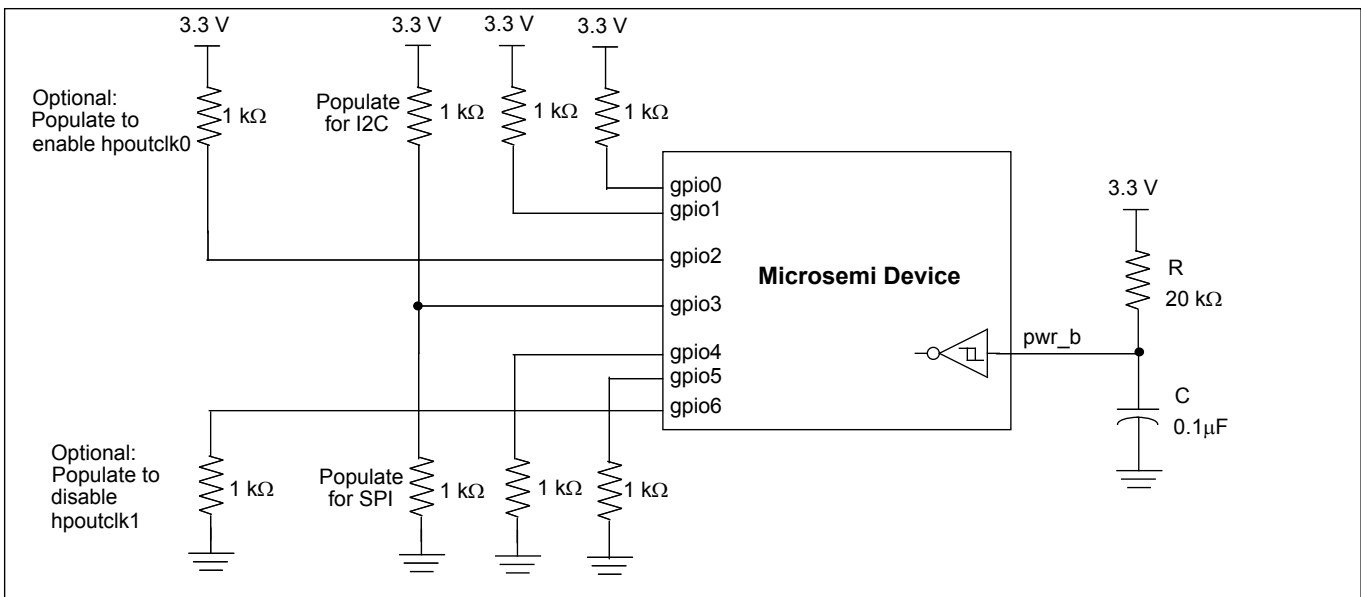 3.3 V
3.3 V
3.3 V
3.3 V
Optional:
Populate to
enable hpoutclk0
1 kΩ
Populate
for I2C
1 kΩ
1 kΩ
1 kΩ
gpio0
gpio1
gpio2
gpio3
gpio4
gpio5
gpio6
Microsemi Device
pwr_b
3.3 V
R
20 kΩ
C
0.1μF
Optional:
Populate to
disable
hpoutclk1
1 kΩ
Populate
for SPI
1 kΩ
1 kΩ
1 kΩ